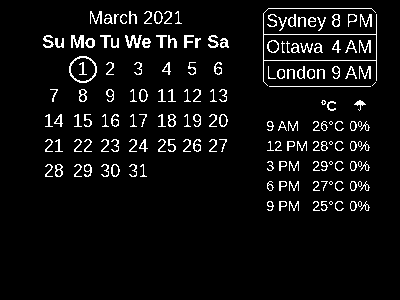 March 2021
Su Mo Tu We Th Fr Sa
1 2 3 4 5 6
7 8 9 10 11 12 13
14 15 16 17 18 19 20
21 22 23 24 25 26 27
28 29 30 31
Sydney 8 PM
Ottawa 4 AM
London 9 AM
°C ☂
9 AM 26°C 0%
12 PM 28°C 0%
3 PM 29°C 0%
6 PM 27°C 0%
9 PM 25°C 0%